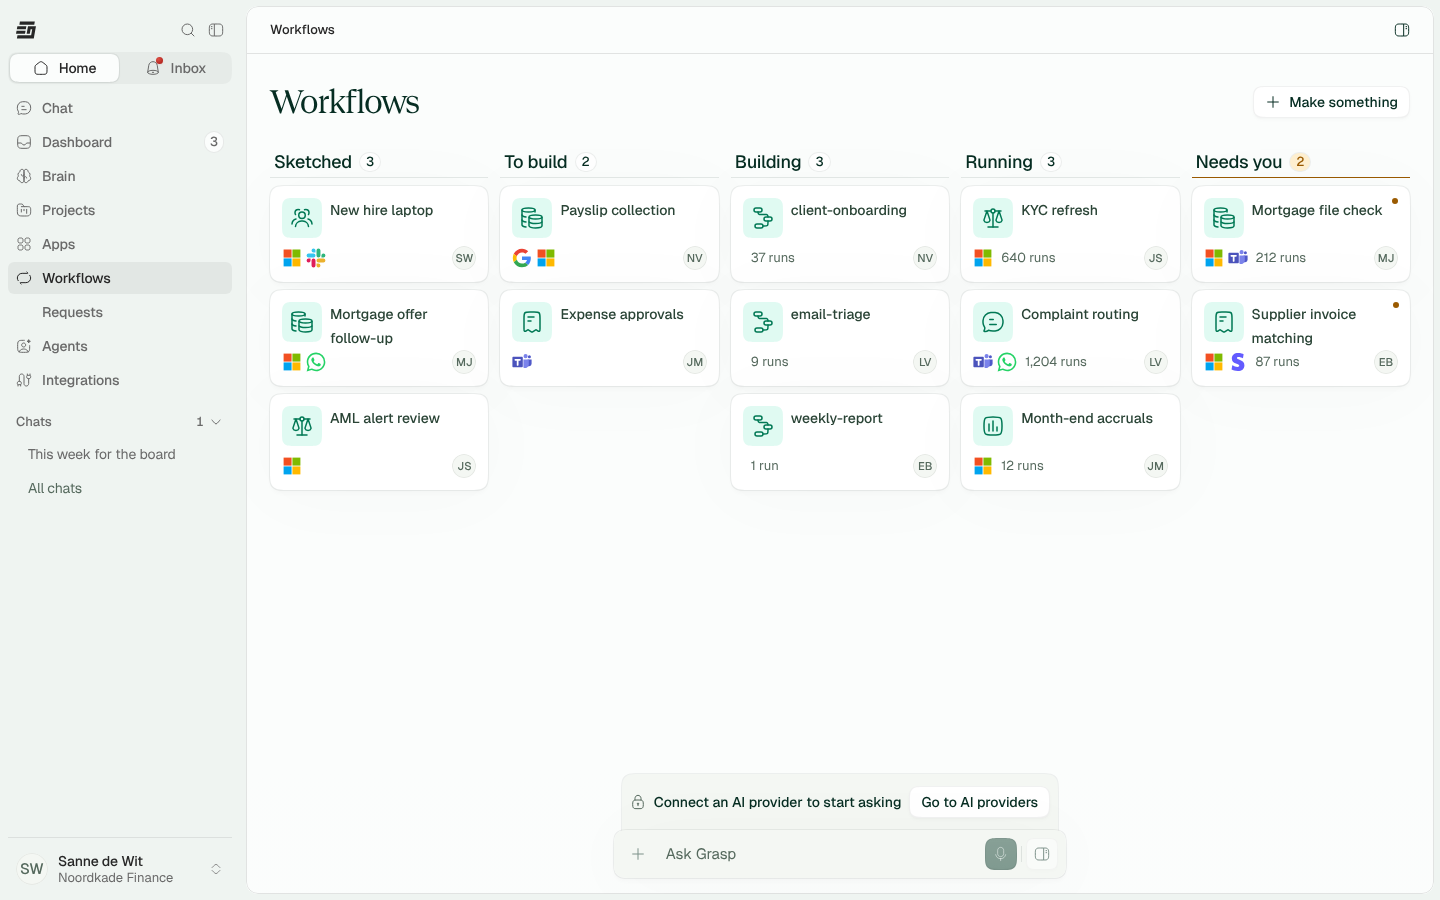 Home
Inbox
Chat
Dashboard 3
Brain
Projects
Apps
Workflows
Requests
Agents
Integrations
Chats 1
This week for the board
All chats
SW
Sanne de Wit
Noordkade Finance
Workflows
Workflows
Make something
Sketched 3
New hire laptop
SW
Mortgage offer
follow-up
MJ
AML alert review
JS
To build 2
Payslip collection
NV
Expense approvals
JM
Building 3
client-onboarding
37 runs NV
email-triage
9 runs LV
weekly-report
1 run EB
Running 3
KYC refresh
640 runs JS
Complaint routing
1,204 runs LV
Month-end accruals
12 runs JM
Needs you 2
Mortgage file check
212 runs MJ
Supplier invoice
matching
87 runs EB
Connect an AI provider to start asking Go to AI providers
Ask Grasp